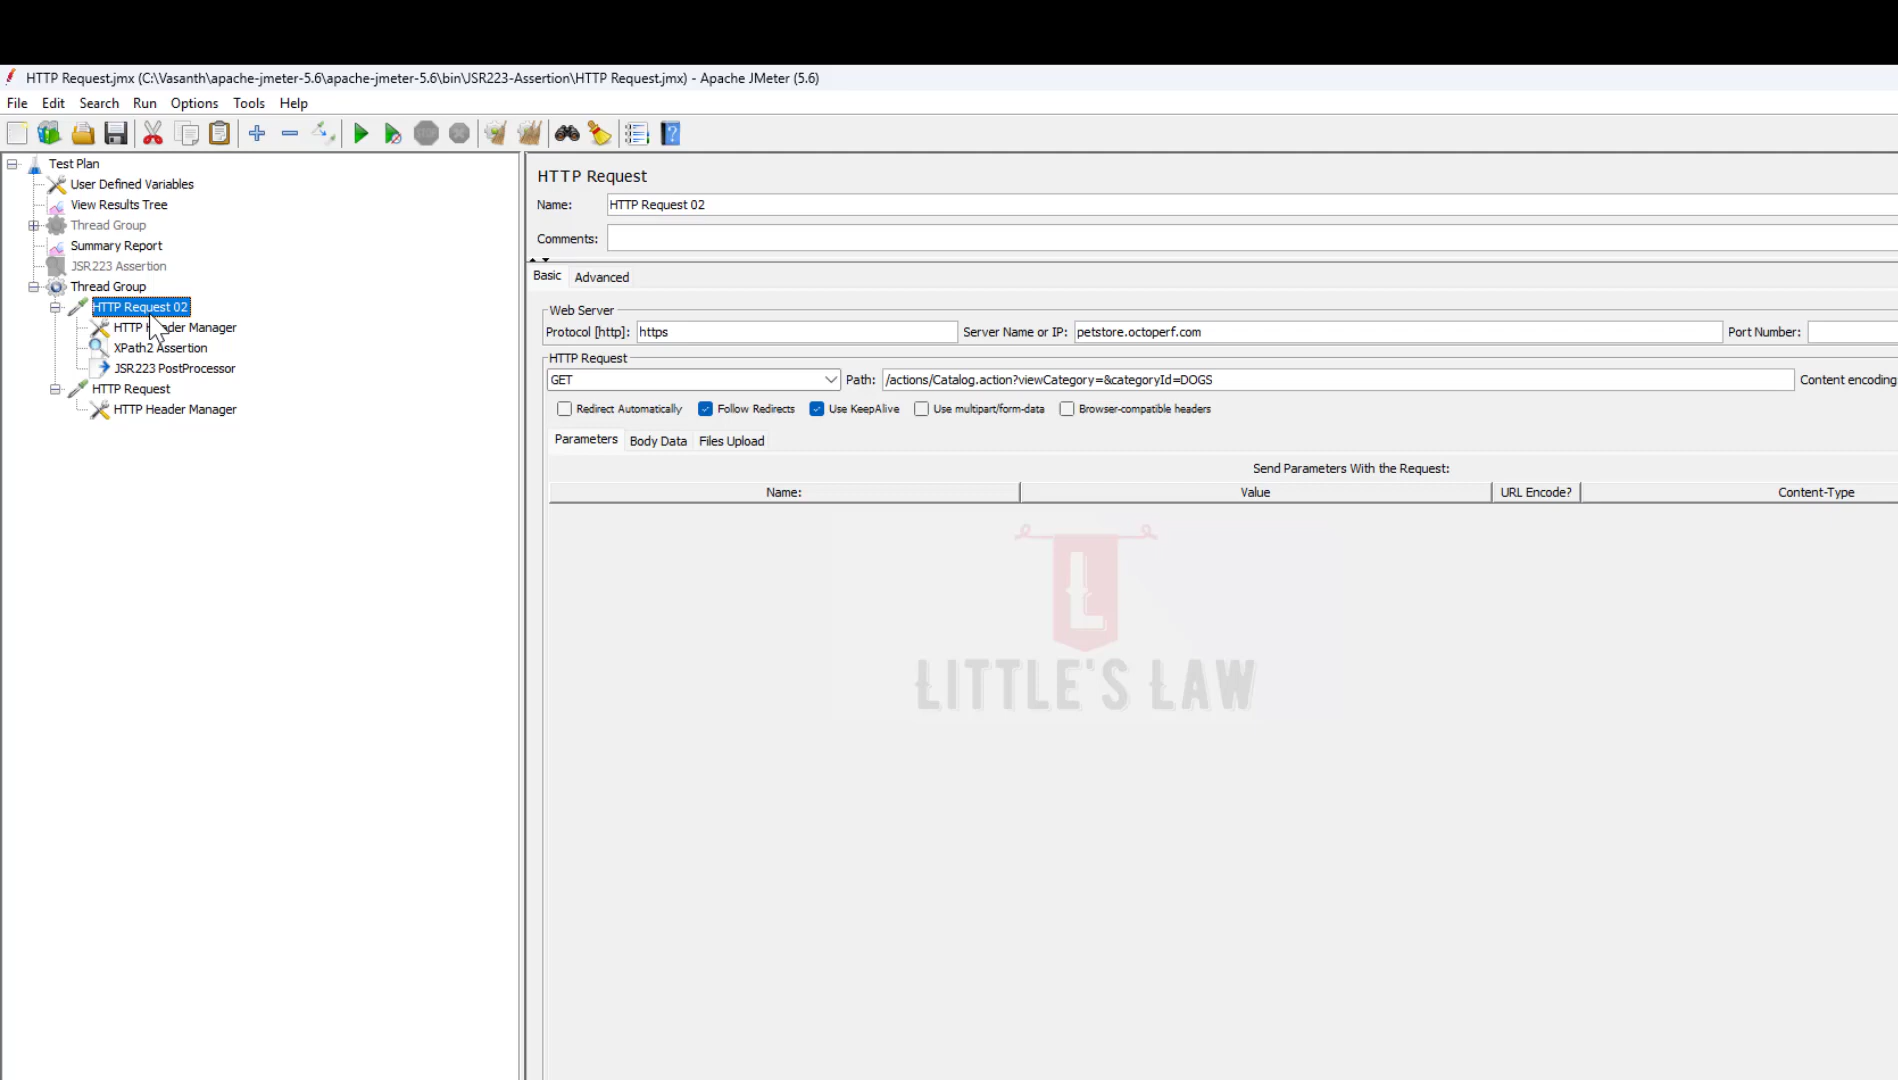 HTTP Request.jmx (C:\Vasanth\apache-jmeter-5.6\apache-jmeter-5.6\bin\JSR223-Assertion\HTTP Request.jmx) - Apache JMeter (5.6)
File Edit Search Run Options Tools Help
STOP
Test Plan
User Defined Variables
View Results Tree
Thread Group
Summary Report
JSR223 Assertion
Thread Group
HTTP Request 02
HTTP Header Manager
XPath2 Assertion
JSR223 PostProcessor
HTTP Request
HTTP Header Manager
HTTP Request
Name: HTTP Request 02
Comments:
Basic Advanced
Web Server
Protocol [http]: https Server Name or IP: petstore.octoperf.com Port Number:
HTTP Request
GET Path: /actions/Catalog.action?viewCategory=&categoryId=DOGS Content encoding
Redirect Automatically Follow Redirects Use KeepAlive Use multipart/form-data Browser-compatible headers
Parameters Body Data Files Upload
Send Parameters With the Request:
Name: Value URL Encode? Content-Type
L
LITTLE'S LAW